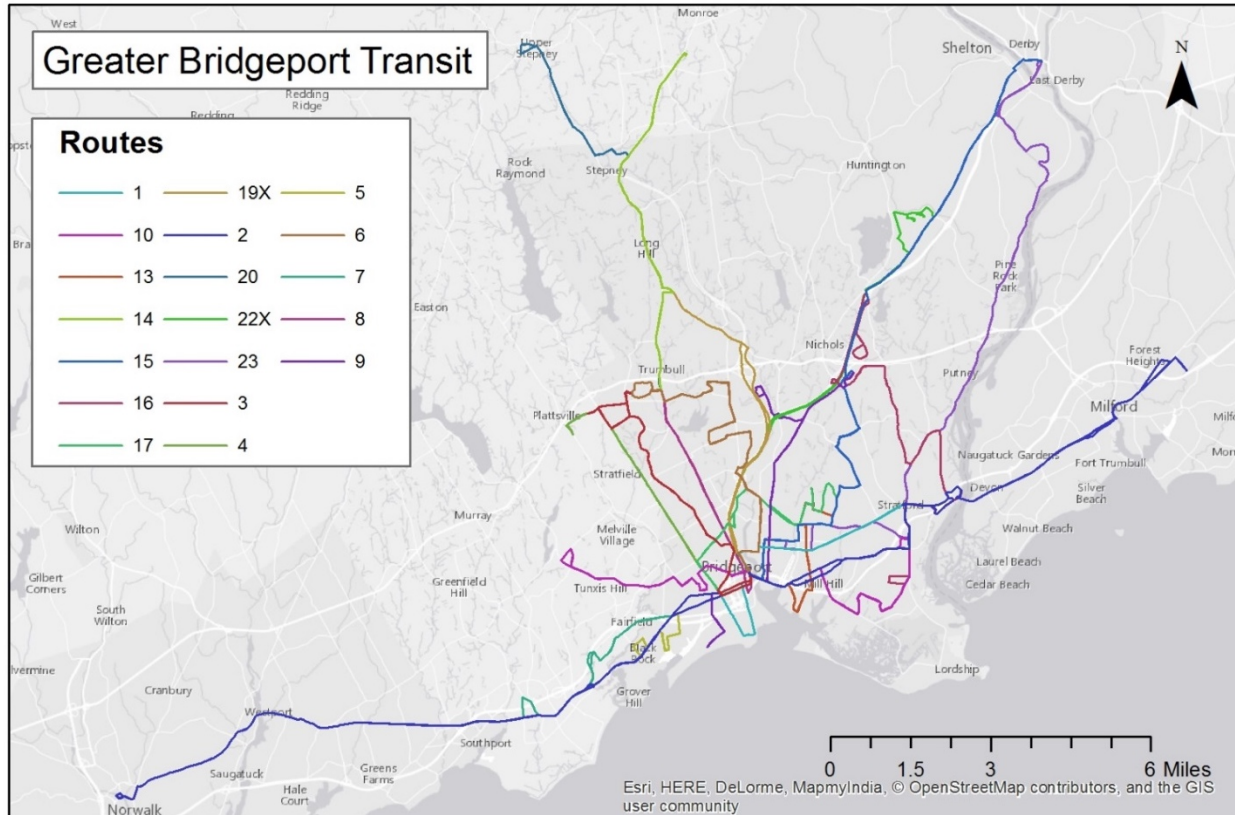 Greater Bridgeport Transit
Routes
1
10
13
14
15
16
17
19X
2
20
22X
23
3
4
5
6
7
8
9
West
Monroe
Upper
Stepney
Shelton
Derby
East Derby
N
Redding
Ridge
Redding
Rock
Raymond
Stepney
Huntington
Long
Hill
Easton
Pine
Rock
Park
Nichols
Forest
Heights
Trumbull
Putney
Plattsville
Milford
Stratfield
Naugatuck Gardens
Fort Trumbull
Devon
Silver
Beach
Stratford
Murray
Melville
Village
Walnut Beach
Wilton
Bridgeport
Laurel Beach
Gilbert
Corners
Greenfield
Hill
Tunxis Hill
Mill Hill
Cedar Beach
South
Wilton
Fairfield
Black
Rock
Lordship
Cranbury
Grover
Hill
Westport
Southport
Saugatuck
Greens
Farms
Hale
Court
Norwalk
0 1.5 3 6 Miles
Esri, HERE, DeLorme, MapmyIndia, © OpenStreetMap contributors, and the GIS
user community